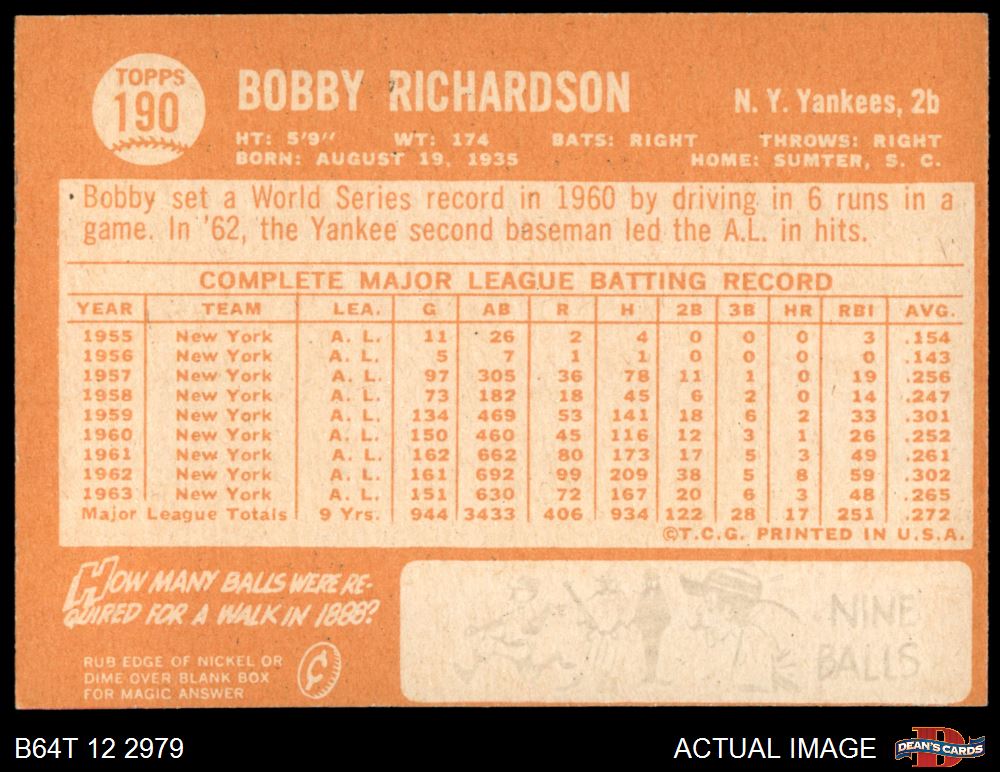 TOPPS
190
BOBBY RICHARDSON
N. Y. Yankees, 2b
HT: 5'9" WT: 174 BATS: RIGHT THROWS: RIGHT
BORN: AUGUST 19, 1935 HOME: SUMTER, S. C.
Bobby set a World Series record in 1960 by driving in 6 runs in a
game. In '62, the Yankee second baseman led the A.L. in hits.
COMPLETE MAJOR LEAGUE BATTING RECORD
YEAR TEAM LEA. G AB R H 2B 3B HR RBI AVG.
1955 New York A. L. 11 26 2 4 0 0 0 3 .154
1956 New York A. L. 5 7 1 1 0 0 0 0 .143
1957 New York A. L. 97 305 36 78 11 1 0 19 .256
1958 New York A. L. 73 182 18 45 6 2 0 14 .247
1959 New York A. L. 134 469 53 141 18 6 2 33 .301
1960 New York A. L. 150 460 45 116 12 3 1 26 .252
1961 New York A. L. 162 662 80 173 17 5 3 49 .261
1962 New York A. L. 161 692 99 209 38 5 8 59 .302
1963 New York A. L. 151 630 72 167 20 6 3 48 .265
Major League Totals 9 Yrs. 944 3433 406 934 122 28 17 251 .272
©T.C.G. PRINTED IN U.S.A.
HOW MANY BALLS WERE RE-
QUIRED FOR A WALK IN 1888?
RUB EDGE OF NICKEL OR
DIME OVER BLANK BOX
FOR MAGIC ANSWER
NINE
BALLS
B64T 12 2979
ACTUAL IMAGE
DEAN'S CARDS